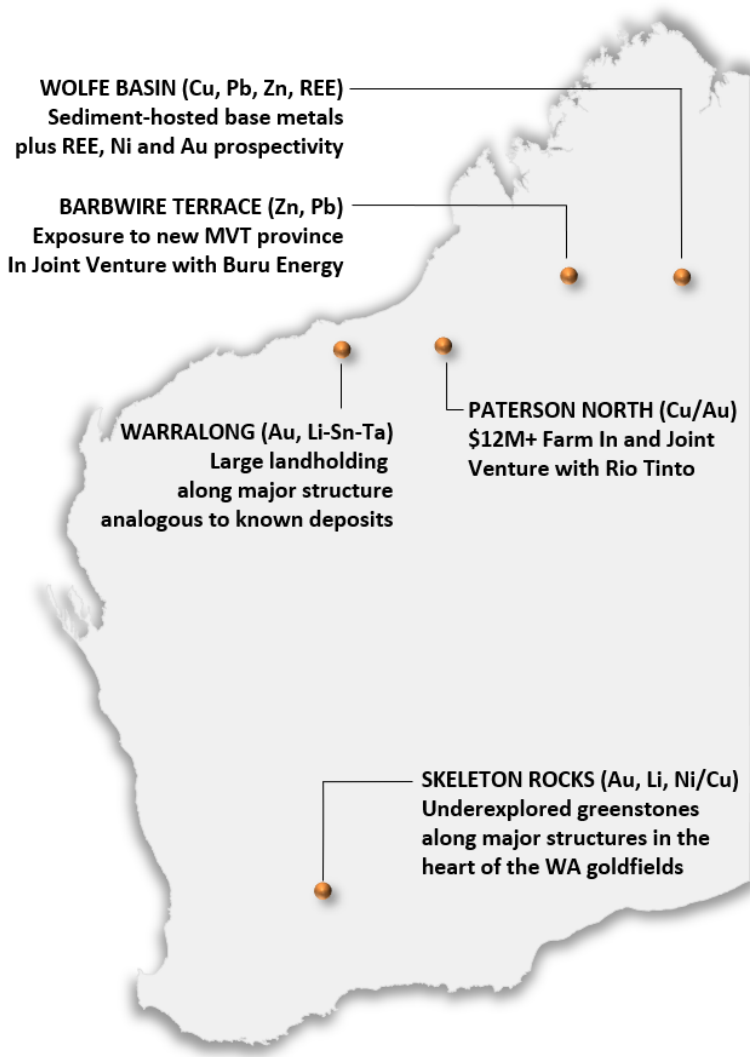 WOLFE BASIN (Cu, Pb, Zn, REE)
Sediment-hosted base metals
plus REE, Ni and Au prospectivity
BARBWIRE TERRACE (Zn, Pb)
Exposure to new MVT province
In Joint Venture with Buru Energy
WARRALONG (Au, Li-Sn-Ta)
Large landholding
along major structure
analogous to known deposits
PATERSON NORTH (Cu/Au)
$12M+ Farm In and Joint
Venture with Rio Tinto
SKELETON ROCKS (Au, Li, Ni/Cu)
Underexplored greenstones
along major structures in the
heart of the WA goldfields